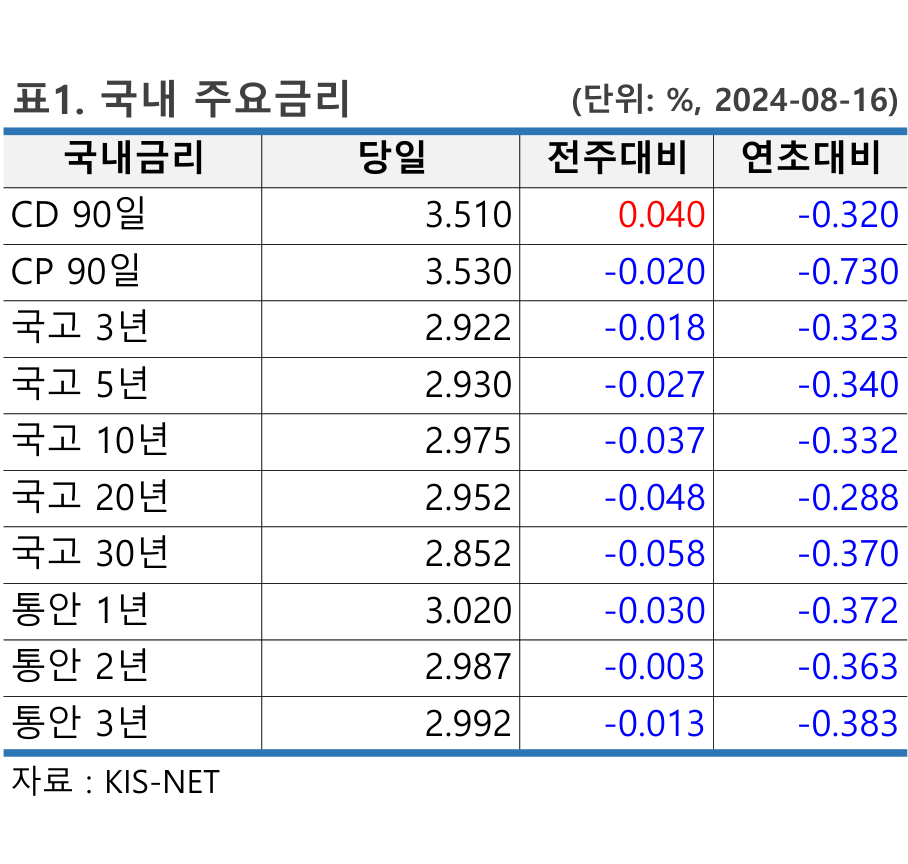 표1. 국내 주요금리 (단위: %, 2024-08-16)
국내금리 당일 전주대비 연초대비
CD 90일 3.510 0.040 -0.320
CP 90일 3.530 -0.020 -0.730
국고 3년 2.922 -0.018 -0.323
국고 5년 2.930 -0.027 -0.340
국고 10년 2.975 -0.037 -0.332
국고 20년 2.952 -0.048 -0.288
국고 30년 2.852 -0.058 -0.370
통안 1년 3.020 -0.030 -0.372
통안 2년 2.987 -0.003 -0.363
통안 3년 2.992 -0.013 -0.383
자료 : KIS-NET